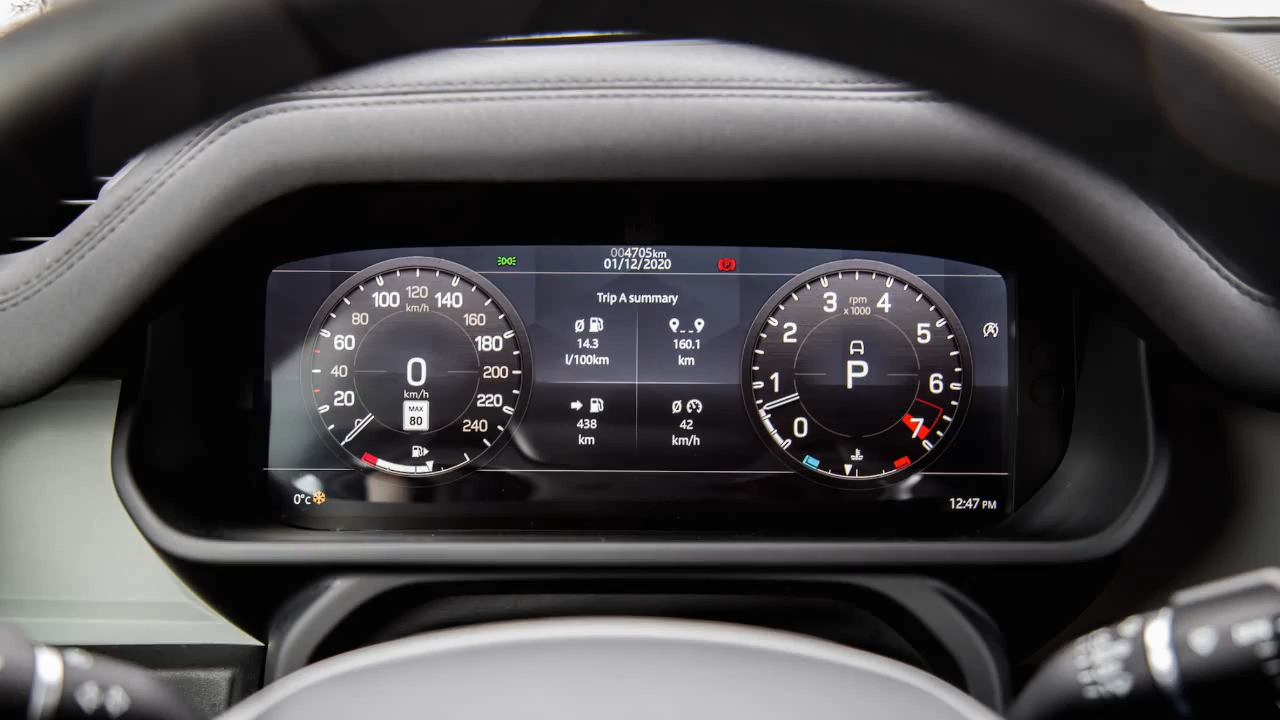 004705km
01/12/2020
Trip A summary
14.3
l/100km
160.1
km
438
km
42
km/h
0
20
40
60
80
100
120
km/h
140
160
180
200
220
240
0
km/h
MAX
80
0
1
2
3
4
5
6
7
rpm
x 1000
P
0°c
12:47 PM